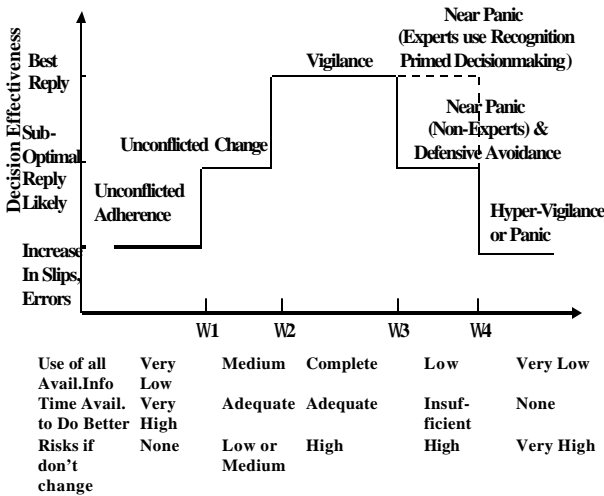 Near Panic
(Experts use Recognition
Primed Decisionmaking)
Vigilance
Best
Reply
Near Panic
(Non-Experts) &
Defensive Avoidance
Decision Effectiveness
Sub-
Optimal
Reply
Likely
Unconflicted Change
Unconflicted
Adherence
Hyper-Vigilance
or Panic
Increase
In Slips,
Errors
W1 W2 W3 W4
Use of all Very Medium Complete Low Very Low
Avail.Info Low
Time Avail. Very Adequate Adequate Insuf- None
to Do Better High ficient
Risks if None Low or High High Very High
don't Medium
change